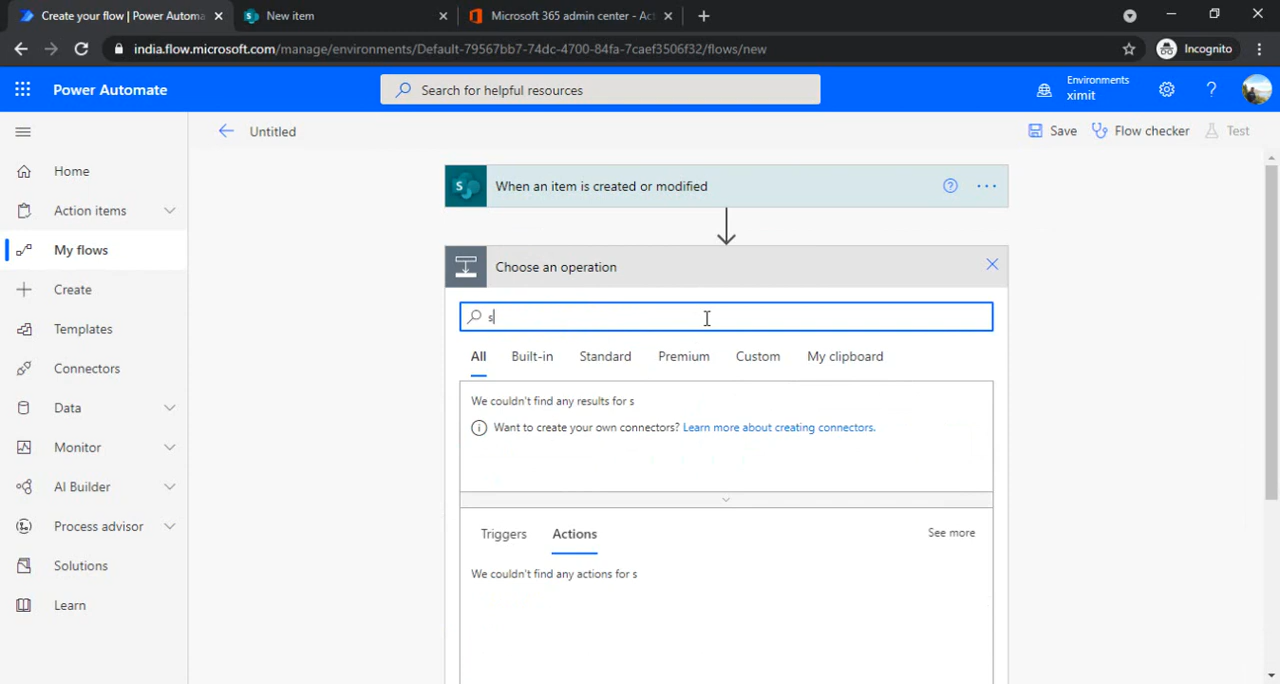 Create your flow | Power Automa
New item
Microsoft 365 admin center - Ac
india.flow.microsoft.com/manage/environments/Default-79567bb7-74dc-4700-84fa-7caef3506f32/flows/new
Incognito
Power Automate
Search for helpful resources
Environments
ximit
Untitled
Save
Flow checker
Test
Home
Action items
My flows
Create
Templates
Connectors
Data
Monitor
AI Builder
Process advisor
Solutions
Learn
When an item is created or modified
Choose an operation
s
All
Built-in
Standard
Premium
Custom
My clipboard
We couldn't find any results for s
Want to create your own connectors? Learn more about creating connectors.
Triggers
Actions
See more
We couldn't find any actions for s